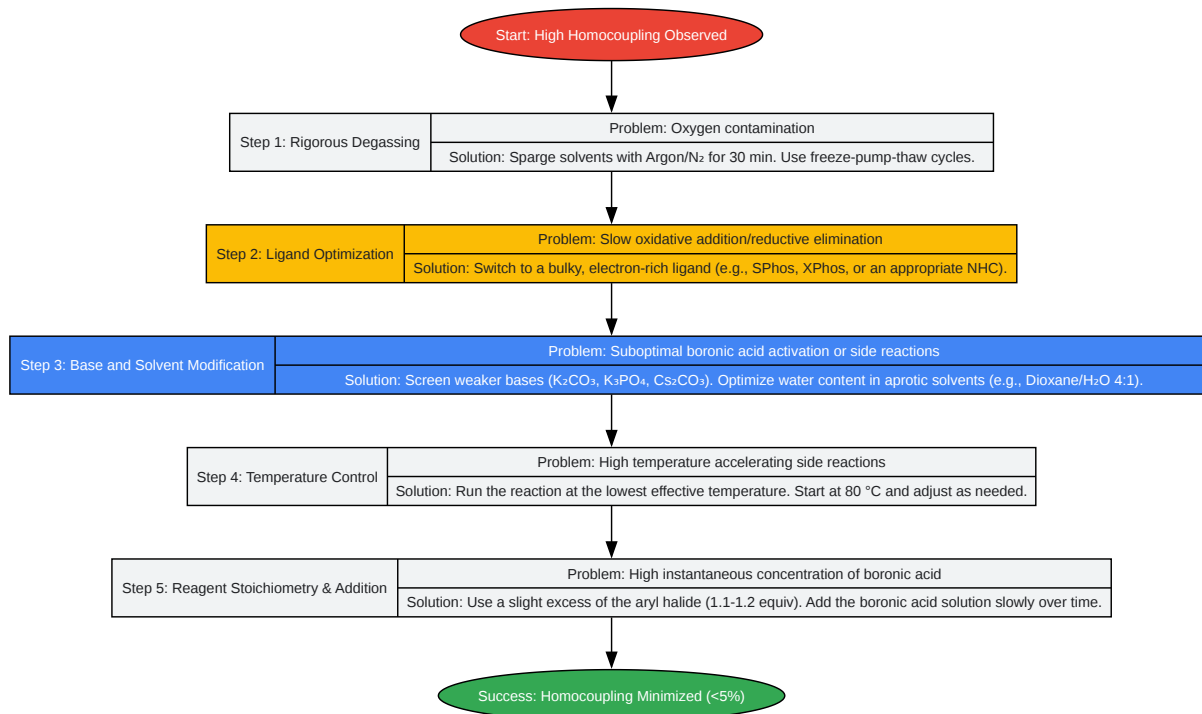 Start: High Homocoupling Observed
Step 1: Rigorous Degassing
Problem: Oxygen contamination
Solution: Sparge solvents with Argon/N₂ for 30 min. Use freeze-pump-thaw cycles.
Step 2: Ligand Optimization
Problem: Slow oxidative addition/reductive elimination
Solution: Switch to a bulky, electron-rich ligand (e.g., SPhos, XPhos, or an appropriate NHC).
Step 3: Base and Solvent Modification
Problem: Suboptimal boronic acid activation or side reactions
Solution: Screen weaker bases (K₂CO₃, K₃PO₄, Cs₂CO₃). Optimize water content in aprotic solvents (e.g., Dioxane/H₂O 4:1).
Step 4: Temperature Control
Problem: High temperature accelerating side reactions
Solution: Run the reaction at the lowest effective temperature. Start at 80 °C and adjust as needed.
Step 5: Reagent Stoichiometry & Addition
Problem: High instantaneous concentration of boronic acid
Solution: Use a slight excess of the aryl halide (1.1-1.2 equiv). Add the boronic acid solution slowly over time.
Success: Homocoupling Minimized (<5%)